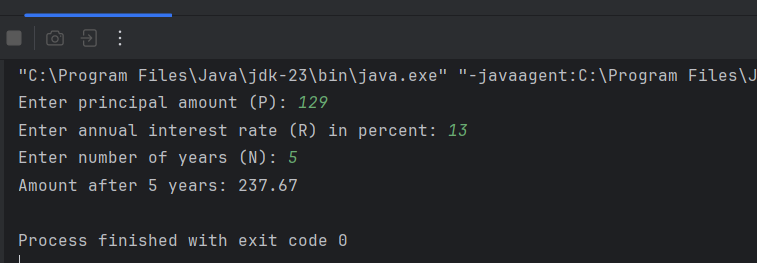 "C:\Program Files\Java\jdk-23\bin\java.exe" "-javaagent:C:\Program Files\J
Enter principal amount (P): 129
Enter annual interest rate (R) in percent: 13
Enter number of years (N): 5
Amount after 5 years: 237.67
Process finished with exit code 0